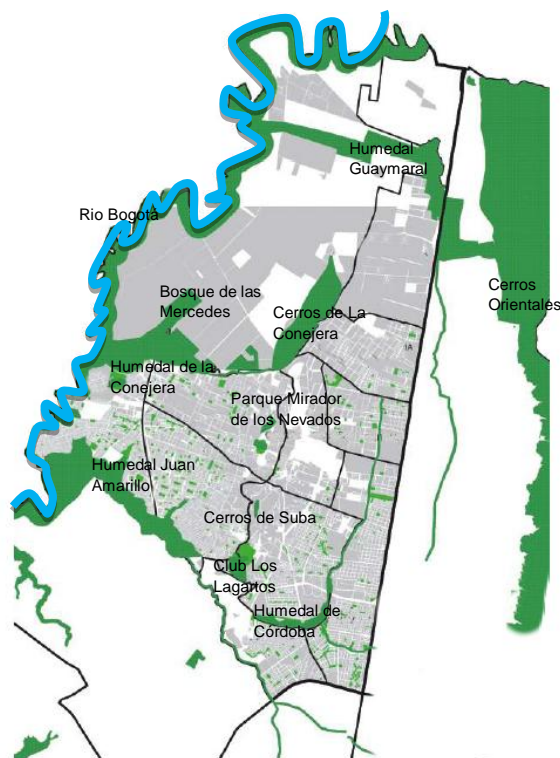 Humedal
Guaymaral
Rio Bogotá
Cerros
Orientales
Bosque de las
Mercedes
Cerros de La
Conejera
Humedal de la
Conejera
Parque Mirador
de los Nevados
Humedal Juan
Amarillo
Cerros de Suba
Club Los
Lagartos
Humedal de
Córdoba